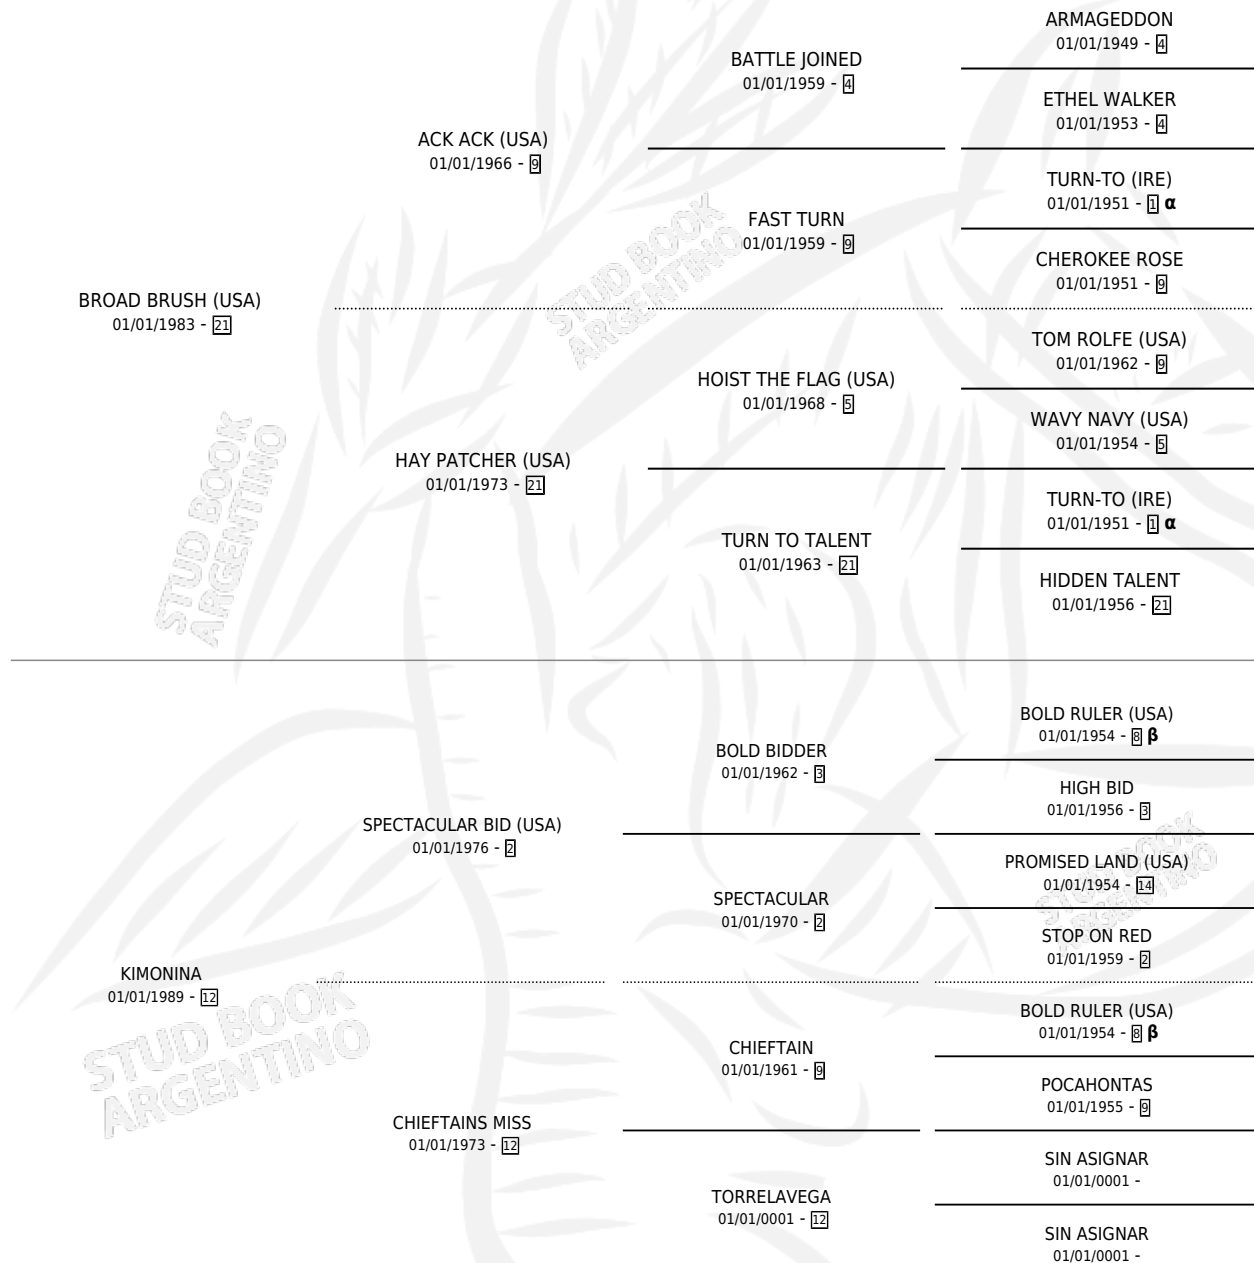 BROAD BRUSH (USA)
01/01/1983 - 21
ACK ACK (USA)
01/01/1966 - 9
BATTLE JOINED
01/01/1959 - 4
ARMAGEDDON
01/01/1949 - 4
ETHEL WALKER
01/01/1953 - 4
FAST TURN
01/01/1959 - 9
TURN-TO (IRE)
01/01/1951 - 1 α
CHEROKEE ROSE
01/01/1951 - 9
HAY PATCHER (USA)
01/01/1973 - 21
HOIST THE FLAG (USA)
01/01/1968 - 5
TOM ROLFE (USA)
01/01/1962 - 9
WAVY NAVY (USA)
01/01/1954 - 5
TURN TO TALENT
01/01/1963 - 21
TURN-TO (IRE)
01/01/1951 - 1 α
HIDDEN TALENT
01/01/1956 - 21
KIMONINA
01/01/1989 - 12
SPECTACULAR BID (USA)
01/01/1976 - 2
BOLD BIDDER
01/01/1962 - 3
BOLD RULER (USA)
01/01/1954 - 8 β
HIGH BID
01/01/1956 - 3
SPECTACULAR
01/01/1970 - 2
PROMISED LAND (USA)
01/01/1954 - 14
STOP ON RED
01/01/1959 - 2
CHIEFTAINS MISS
01/01/1973 - 12
CHIEFTAIN
01/01/1961 - 9
BOLD RULER (USA)
01/01/1954 - 8 β
POCAHONTAS
01/01/1955 - 9
TORRELAVEGA
01/01/0001 - 12
SIN ASIGNAR
01/01/0001 -
SIN ASIGNAR
01/01/0001 -
STUD BOOK
ARGENTINO
STUD BOOK
ARGENTINO
STUD BOOK
ARGENTINO
STUD BOOK
ARGENTINO